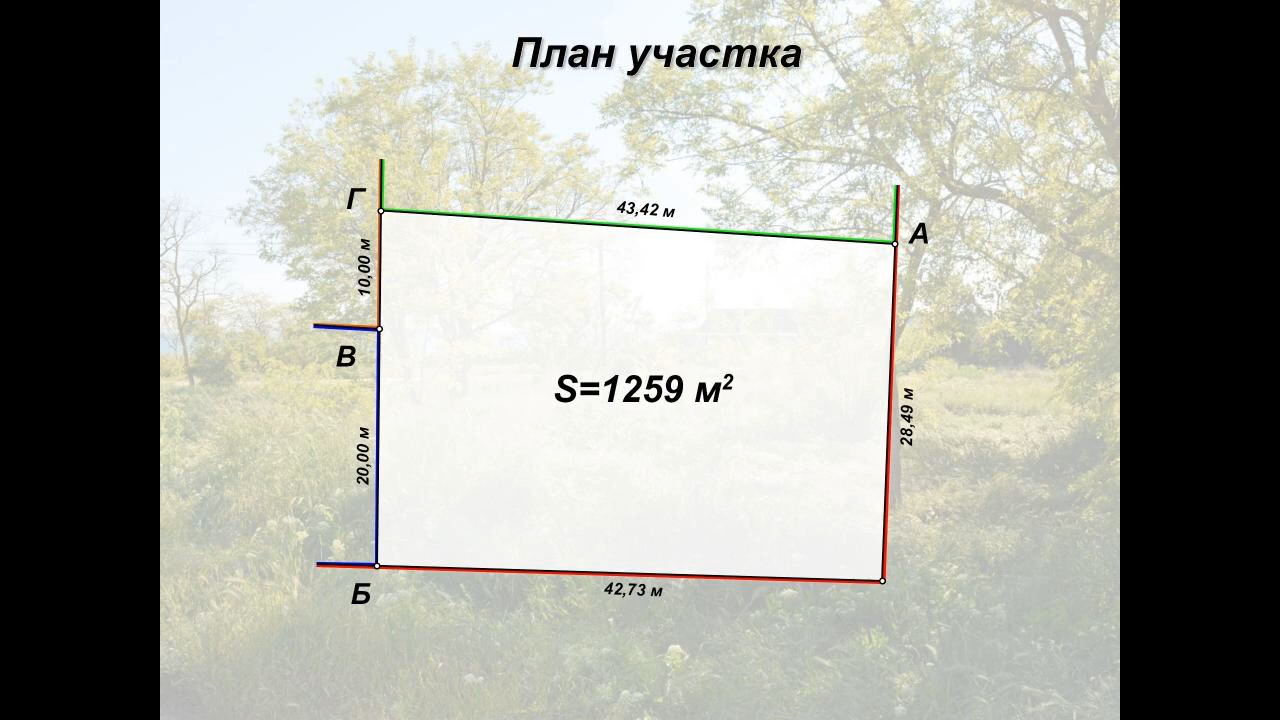 План участка
Г
43,42 м
А
10,00 м
В
S=1259 м²
28,49 м
20,00 м
Б
42,73 м